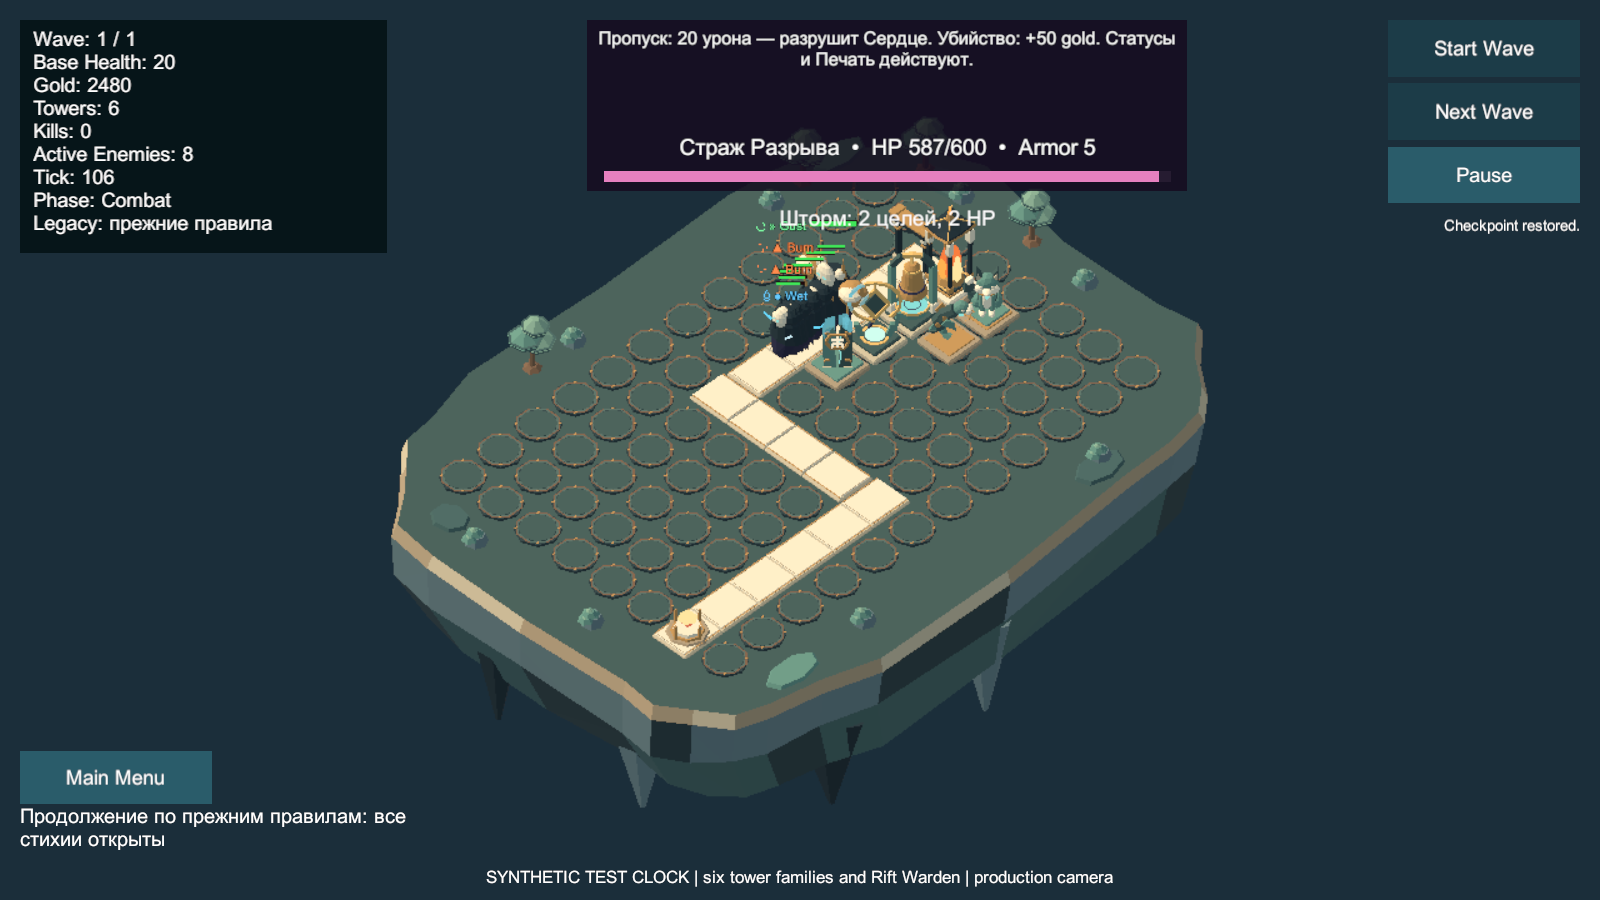 Wave: 1 / 1
Base Health: 20
Gold: 2480
Towers: 6
Kills: 0
Active Enemies: 8
Tick: 106
Phase: Combat
Legacy: прежние правила
Пропуск: 20 урона — разрушит Сердце. Убийство: +50 gold. Статусы
и Печать действуют.
Страж Разрыва • HP 587/600 • Armor 5
Start Wave
Next Wave
Pause
Checkpoint restored.
Шторм: 2 целей, 2 HP
Gust
Burn
Burn
Wet
Main Menu
Продолжение по прежним правилам: все
стихии открыты
SYNTHETIC TEST CLOCK | six tower families and Rift Warden | production camera